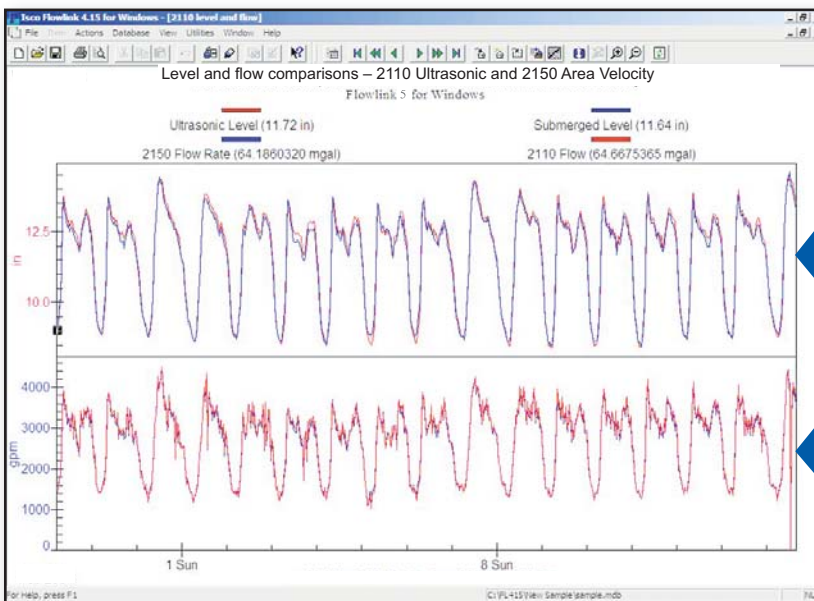 Isco Flowlink 4.15 for Windows - [2110 level and flow]
File Actions Database View Utilities Window Help
Level and flow comparisons – 2110 Ultrasonic and 2150 Area Velocity
Flowlink 5 for Windows
Ultrasonic Level (11.72 in) Submerged Level (11.64 in)
2150 Flow Rate (64.1860320 mgal) 2110 Flow (64.6675365 mgal)
12.5
in
10.0
4000
3000
gpm
2000
1000
0
1 Sun 8 Sun
For Help, press F1 C:\FL415\New Sample\sample.mdb